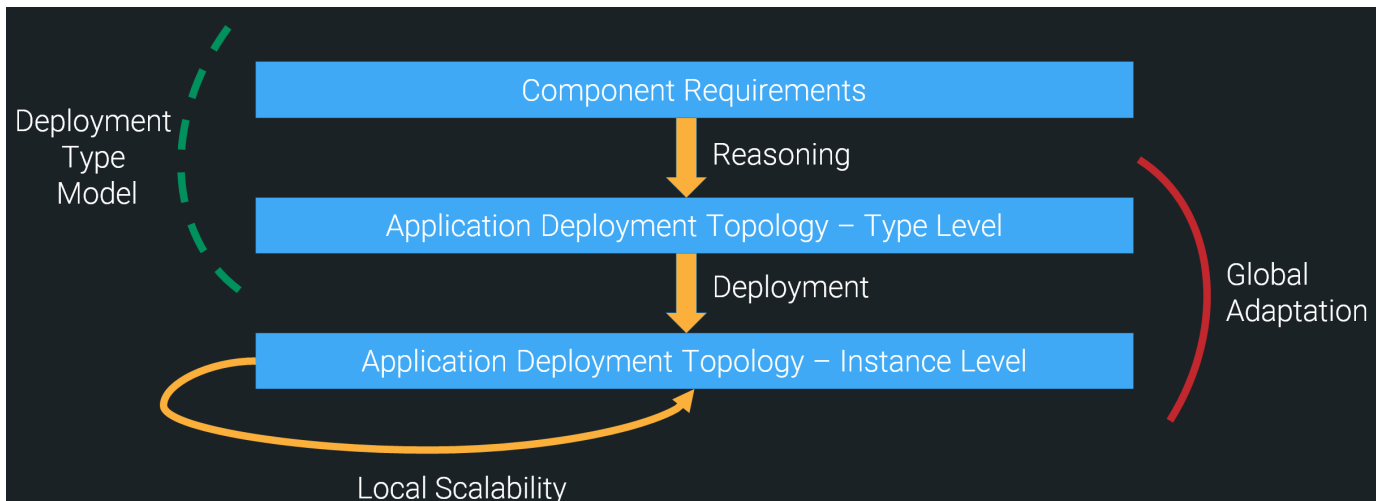 Component Requirements
Deployment
Type
Model
Reasoning
Application Deployment Topology – Type Level
Deployment
Global
Adaptation
Application Deployment Topology – Instance Level
Local Scalability